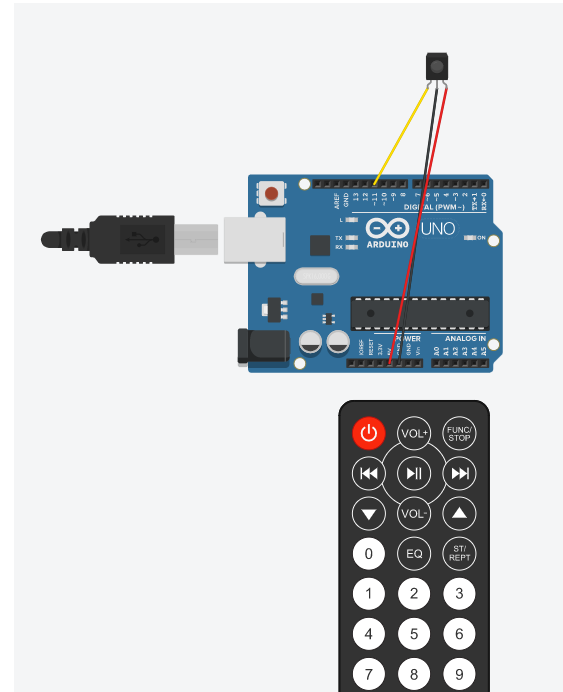 AREF
GND
13
12
~11
~10
~9
8
7
~6
~5
4
~3
2
TX→1
RX←0
DIGITAL (PWM~)
L
TX
RX
ARDUINO
UNO
ON
POWER
ANALOG IN
IOREF
RESET
3.3V
5V
GND
GND
Vin
A0
A1
A2
A3
A4
A5
VOL+
FUNC/
STOP
VOL-
0
EQ
ST/
REPT
1
2
3
4
5
6
7
8
9